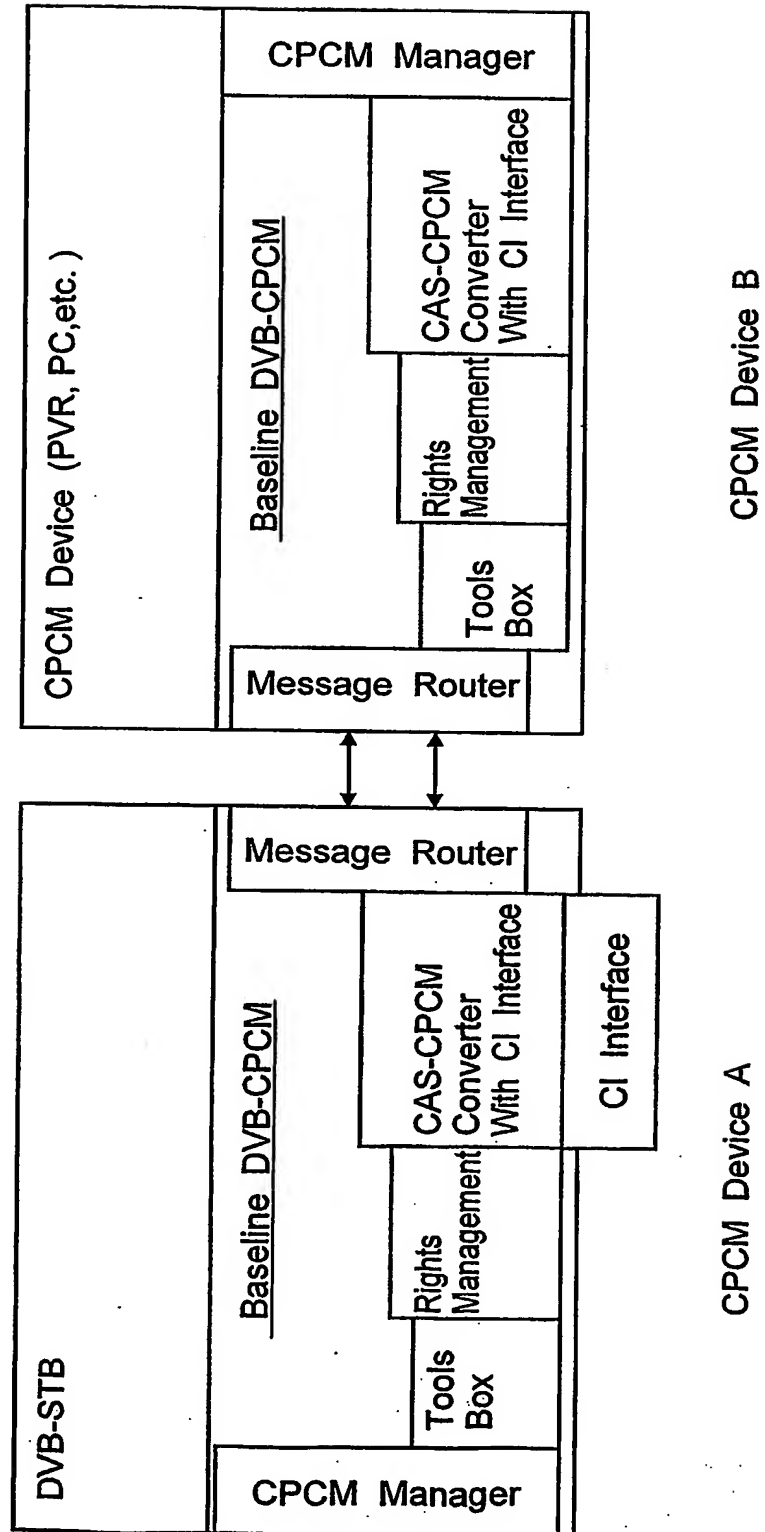 DVB-STB
Baseline DVB-CPCM
CPCM Manager
Tools
Box
Rights
Management
CAS-CPCM
Converter
With CI Interface
Message Router
CI Interface
CPCM Device A
CPCM Device (PVR, PC,etc. )
Baseline DVB-CPCM
Message Router
Tools
Box
Rights
Management
CAS-CPCM
Converter
With CI Interface
CPCM Manager
CPCM Device B